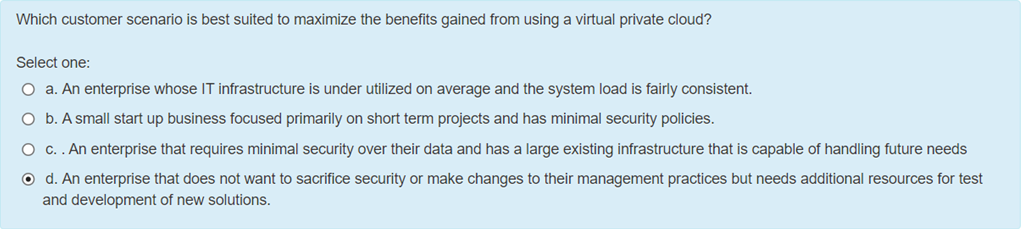 Which customer scenario is best suited to maximize the benefits gained from using a virtual private cloud?
Select one:
a. An enterprise whose IT infrastructure is under utilized on average and the system load is fairly consistent.
b. A small start up business focused primarily on short term projects and has minimal security policies.
c. . An enterprise that requires minimal security over their data and has a large existing infrastructure that is capable of handling future needs
d. An enterprise that does not want to sacrifice security or make changes to their management practices but needs additional resources for test
and development of new solutions.